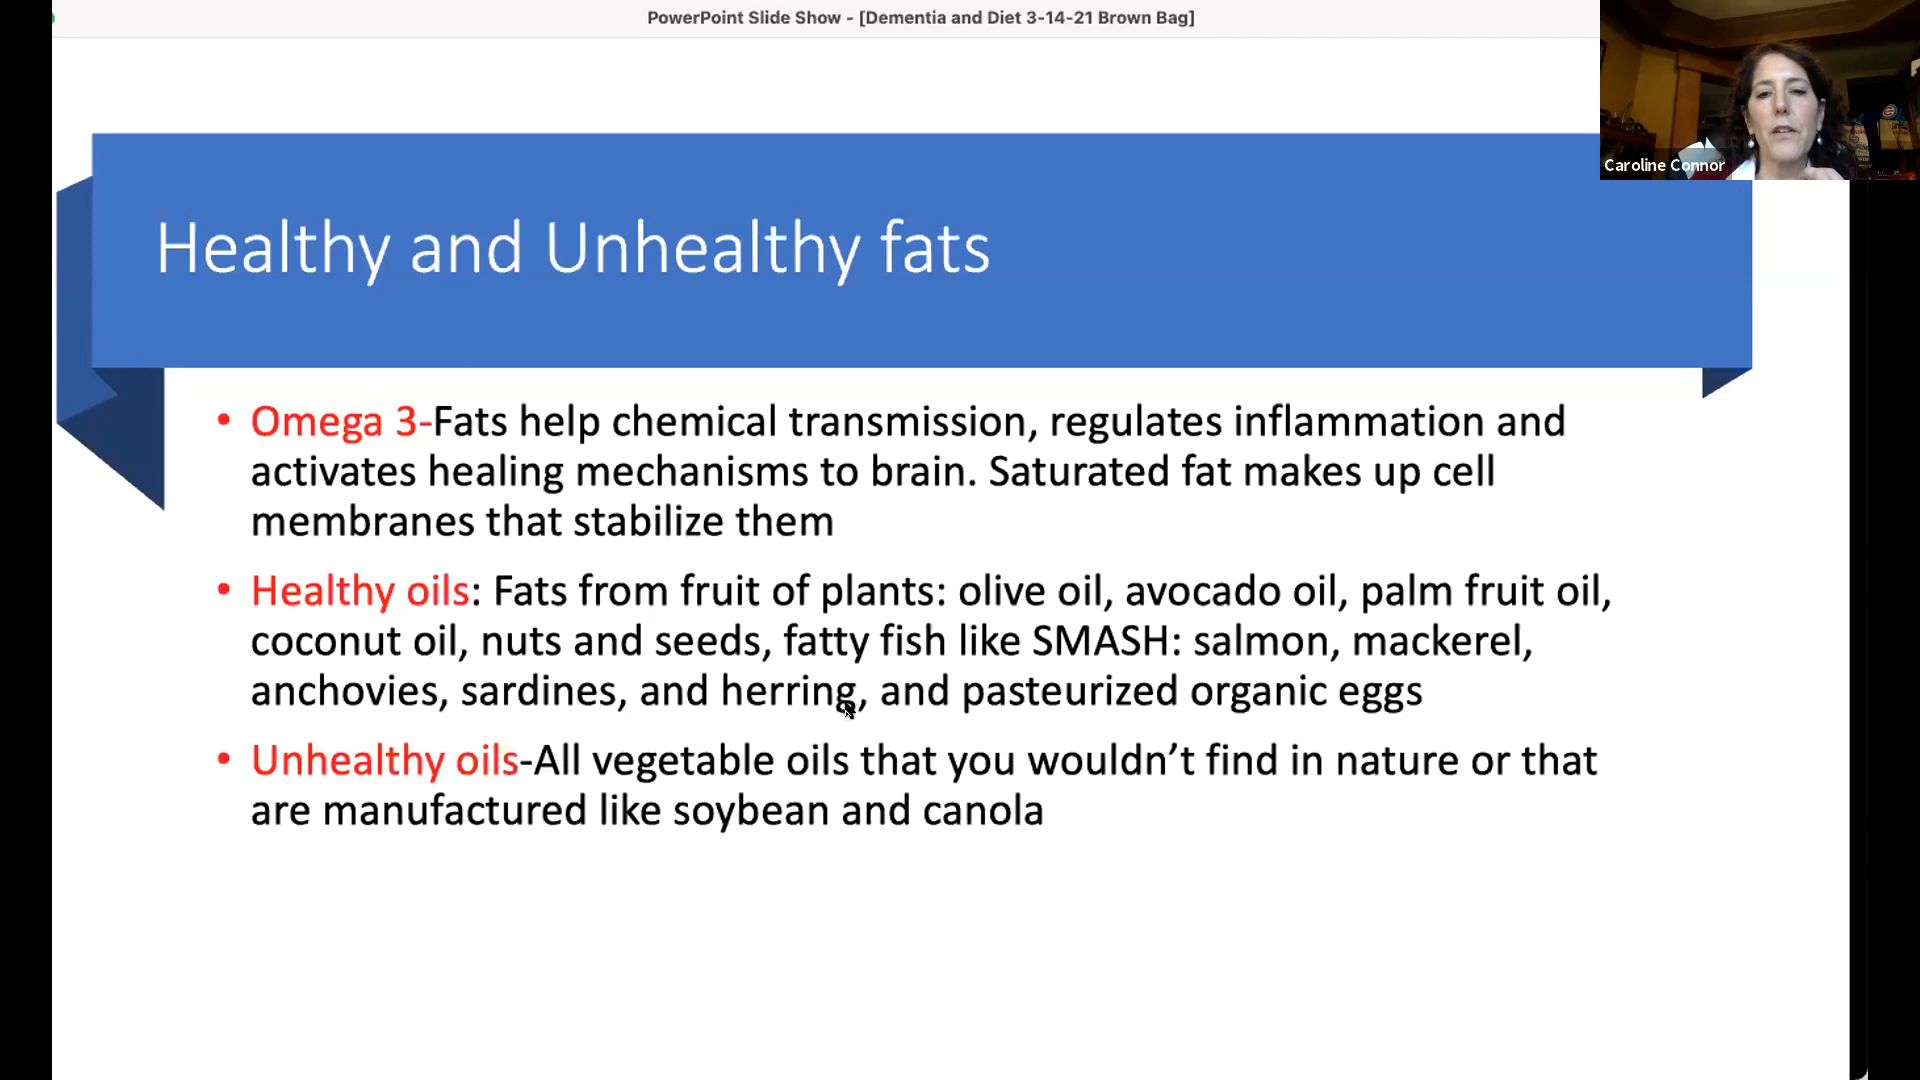 PowerPoint Slide Show - [Dementia and Diet 3-14-21 Brown Bag]
Caroline Connor
Healthy and Unhealthy fats
• Omega 3-Fats help chemical transmission, regulates inflammation and
activates healing mechanisms to brain. Saturated fat makes up cell
membranes that stabilize them
• Healthy oils: Fats from fruit of plants: olive oil, avocado oil, palm fruit oil,
coconut oil, nuts and seeds, fatty fish like SMASH: salmon, mackerel,
anchovies, sardines, and herring, and pasteurized organic eggs
• Unhealthy oils-All vegetable oils that you wouldn’t find in nature or that
are manufactured like soybean and canola